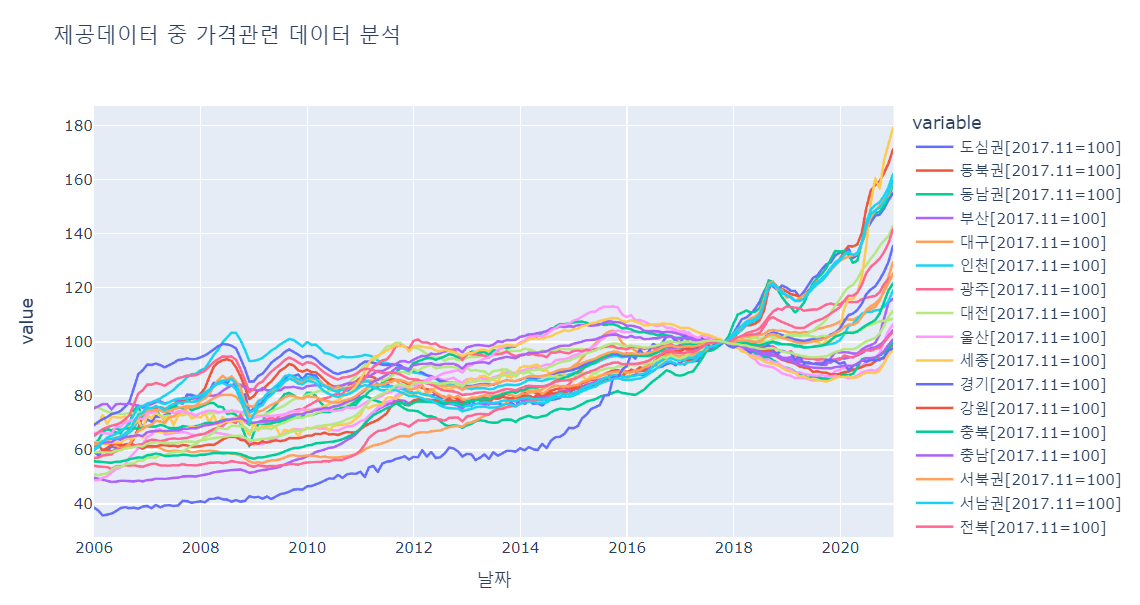 제공데이터 중 가격관련 데이터 분석
value
180
160
140
120
100
80
60
40
2006 2008 2010 2012 2014 2016 2018 2020
날짜
variable
도심권[2017.11=100]
동북권[2017.11=100]
동남권[2017.11=100]
부산[2017.11=100]
대구[2017.11=100]
인천[2017.11=100]
광주[2017.11=100]
대전[2017.11=100]
울산[2017.11=100]
세종[2017.11=100]
경기[2017.11=100]
강원[2017.11=100]
충북[2017.11=100]
충남[2017.11=100]
서북권[2017.11=100]
서남권[2017.11=100]
전북[2017.11=100]